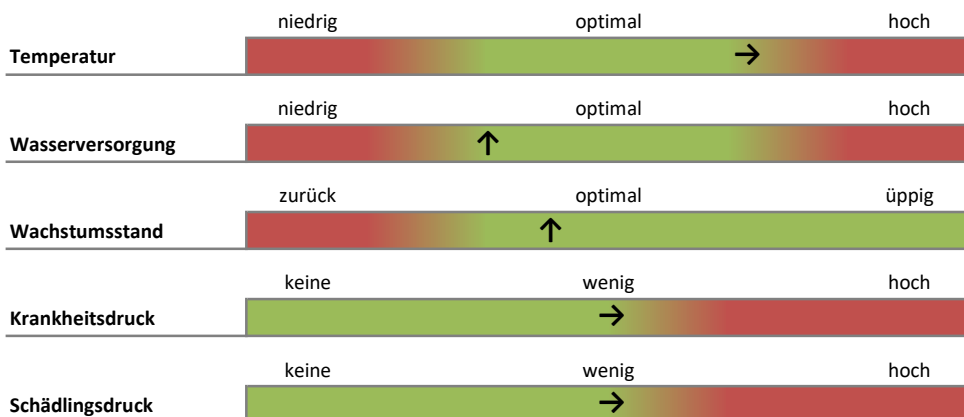 niedrig optimal hoch
Temperatur
niedrig optimal hoch
Wasserversorgung
zurück optimal üppig
Wachstumsstand
keine wenig hoch
Krankheitsdruck
keine wenig hoch
Schädlingsdruck